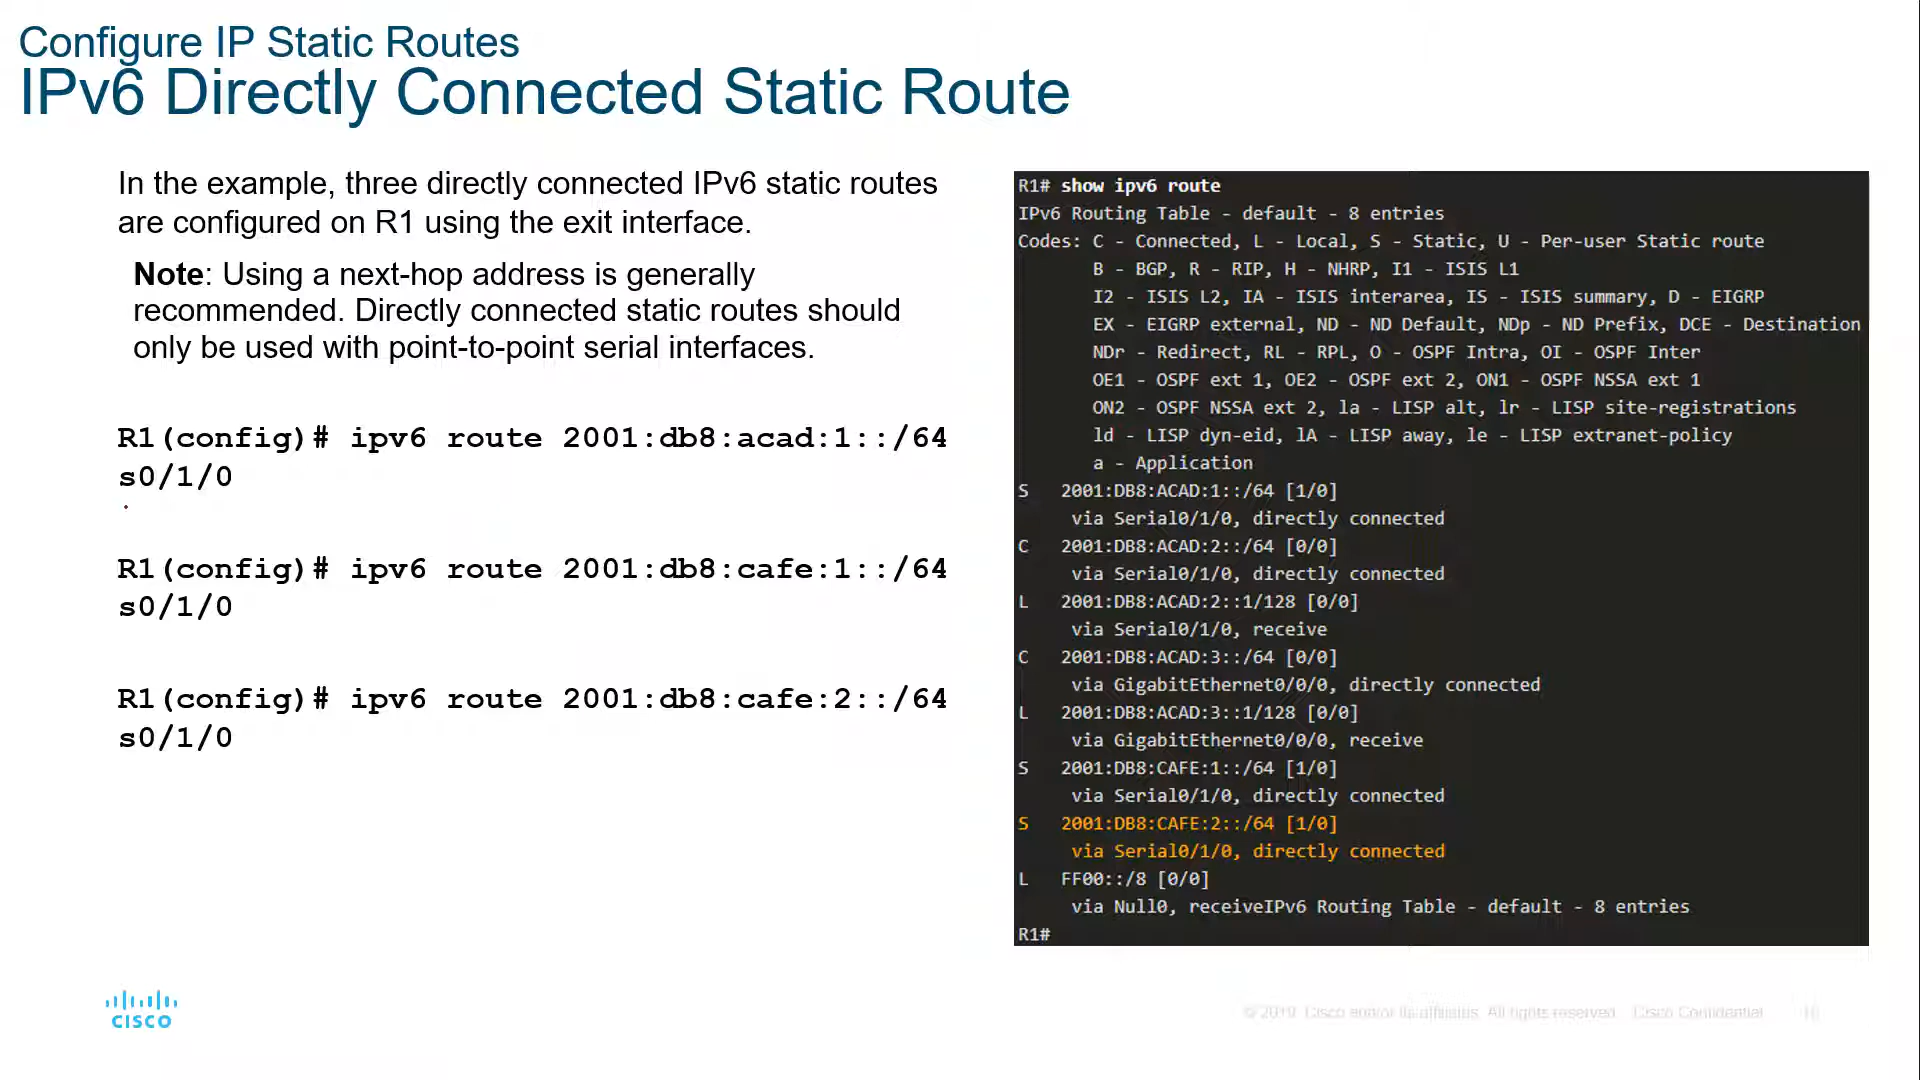 Configure IP Static Routes
IPv6 Directly Connected Static Route
In the example, three directly connected IPv6 static routes
are configured on R1 using the exit interface.
Note: Using a next-hop address is generally
recommended. Directly connected static routes should
only be used with point-to-point serial interfaces.
R1(config)# ipv6 route 2001:db8:acad:1::/64
s0/1/0
R1(config)# ipv6 route 2001:db8:cafe:1::/64
s0/1/0
R1(config)# ipv6 route 2001:db8:cafe:2::/64
s0/1/0
R1# show ipv6 route
IPv6 Routing Table - default - 8 entries
Codes: C - Connected, L - Local, S - Static, U - Per-user Static route
B - BGP, R - RIP, H - NHRP, I1 - ISIS L1
I2 - ISIS L2, IA - ISIS interarea, IS - ISIS summary, D - EIGRP
EX - EIGRP external, ND - ND Default, NDp - ND Prefix, DCE - Destination
NDr - Redirect, RL - RPL, O - OSPF Intra, OI - OSPF Inter
OE1 - OSPF ext 1, OE2 - OSPF ext 2, ON1 - OSPF NSSA ext 1
ON2 - OSPF NSSA ext 2, la - LISP alt, lr - LISP site-registrations
ld - LISP dyn-eid, lA - LISP away, le - LISP extranet-policy
a - Application
S 2001:DB8:ACAD:1::/64 [1/0]
via Serial0/1/0, directly connected
C 2001:DB8:ACAD:2::/64 [0/0]
via Serial0/1/0, directly connected
L 2001:DB8:ACAD:2::1/128 [0/0]
via Serial0/1/0, receive
C 2001:DB8:ACAD:3::/64 [0/0]
via GigabitEthernet0/0/0, directly connected
L 2001:DB8:ACAD:3::1/128 [0/0]
via GigabitEthernet0/0/0, receive
S 2001:DB8:CAFE:1::/64 [1/0]
via Serial0/1/0, directly connected
S 2001:DB8:CAFE:2::/64 [1/0]
via Serial0/1/0, directly connected
L FF00::/8 [0/0]
via Null0, receiveIPv6 Routing Table - default - 8 entries
R1#
CISCO
Cisco and/or its affiliates. All rights reserved. Cisco Confidential